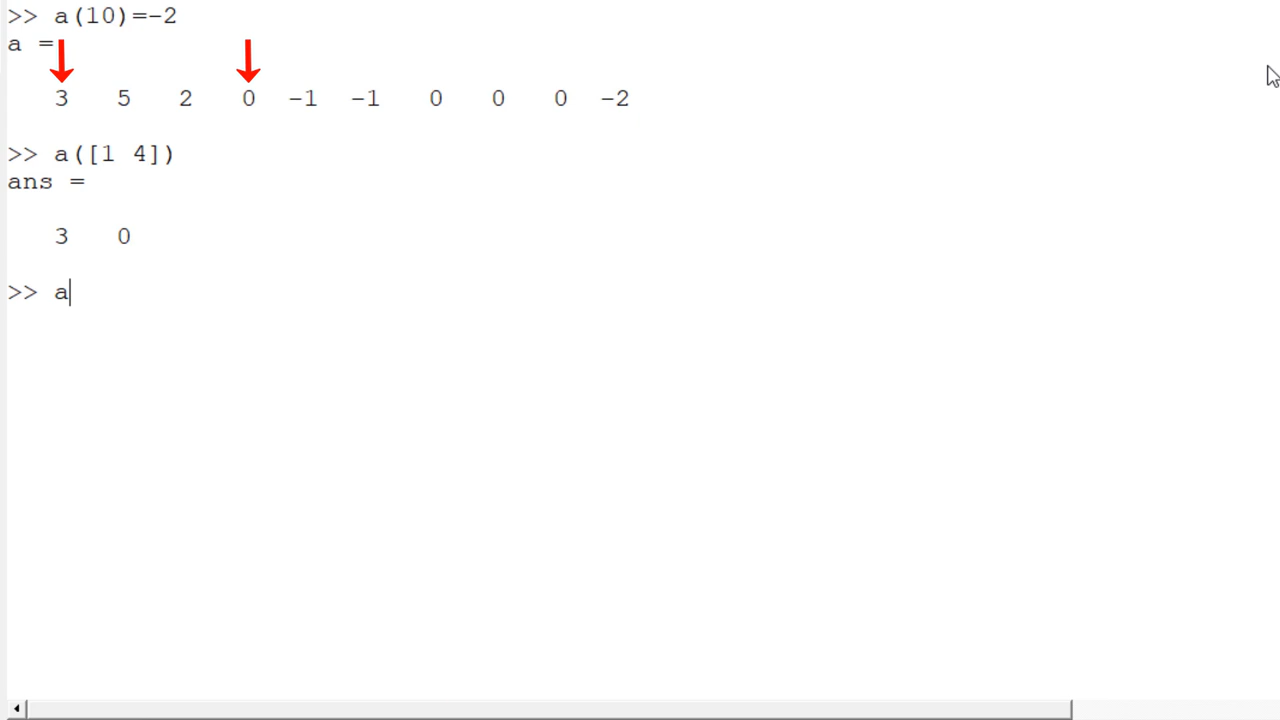 >> a(10)=-2
a =
3 5 2 0 -1 -1 0 0 0 -2
>> a([1 4])
ans =
3 0
>> a